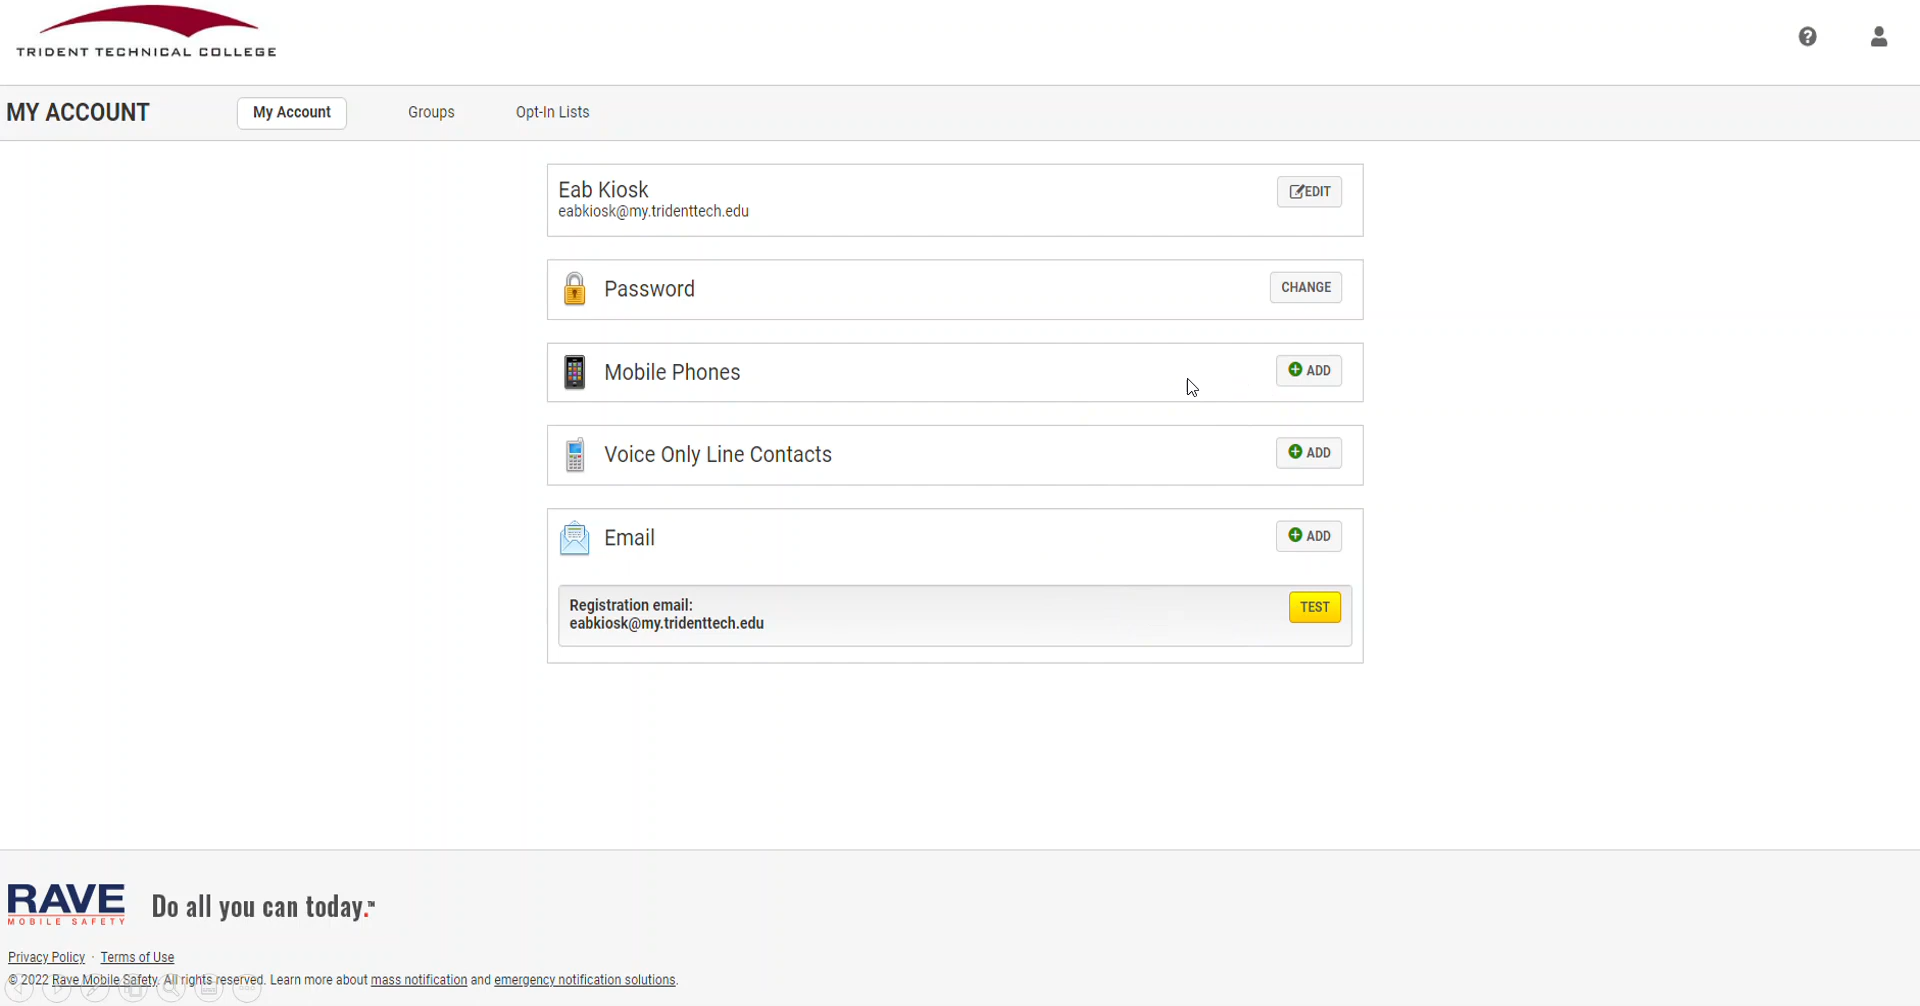 TRIDENT TECHNICAL COLLEGE
MY ACCOUNT
My Account
Groups
Opt-In Lists
Eab Kiosk
eabkiosk@my.tridenttech.edu
EDIT
Password
CHANGE
Mobile Phones
ADD
Voice Only Line Contacts
ADD
Email
ADD
Registration email:
eabkiosk@my.tridenttech.edu
TEST
RAVE
MOBILE SAFETY
Do all you can today.™
Privacy Policy · Terms of Use
© 2022 Rave Mobile Safety. All rights reserved. Learn more about mass notification and emergency notification solutions.